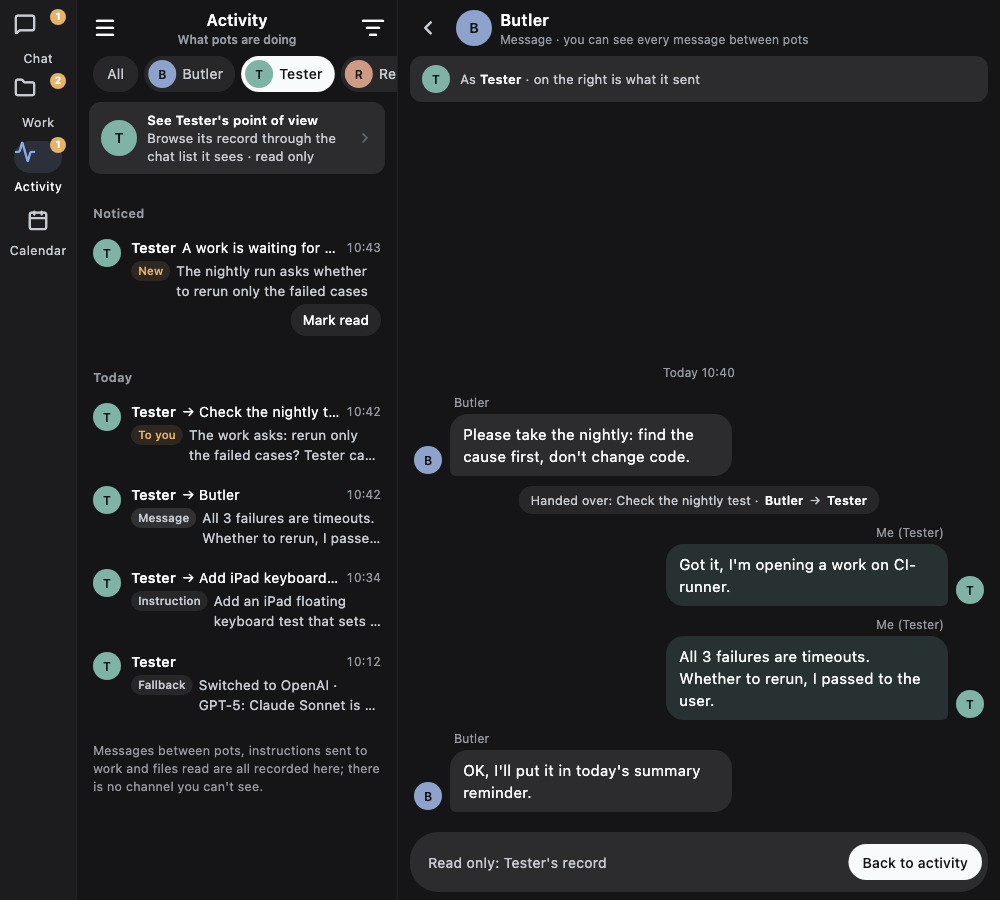 1
Chat
2
Work
1
Activity
Calendar
Activity
What pots are doing
All
B Butler
T Tester
R Re
T
See Tester's point of view
Browse its record through the
chat list it sees · read only
Noticed
T
Tester A work is waiting for ... 10:43
New The nightly run asks whether
to rerun only the failed cases
Mark read
Today
T
Tester → Check the nightly t... 10:42
To you The work asks: rerun only
the failed cases? Tester ca...
T
Tester → Butler 10:42
Message All 3 failures are timeouts.
Whether to rerun, I passe...
T
Tester → Add iPad keyboard... 10:34
Instruction Add an iPad floating
keyboard test that sets ...
T
Tester 10:12
Fallback Switched to OpenAI ·
GPT-5: Claude Sonnet is ...
Messages between pots, instructions sent to
work and files read are all recorded here; there
is no channel you can't see.
B
Butler
Message · you can see every message between pots
T As Tester · on the right is what it sent
Today 10:40
Butler
Please take the nightly: find the
cause first, don't change code.
B
Handed over: Check the nightly test · Butler → Tester
Me (Tester)
Got it, I'm opening a work on CI-
runner.
T
Me (Tester)
All 3 failures are timeouts.
Whether to rerun, I passed to the
user.
T
Butler
OK, I'll put it in today's summary
reminder.
B
Read only: Tester's record
Back to activity